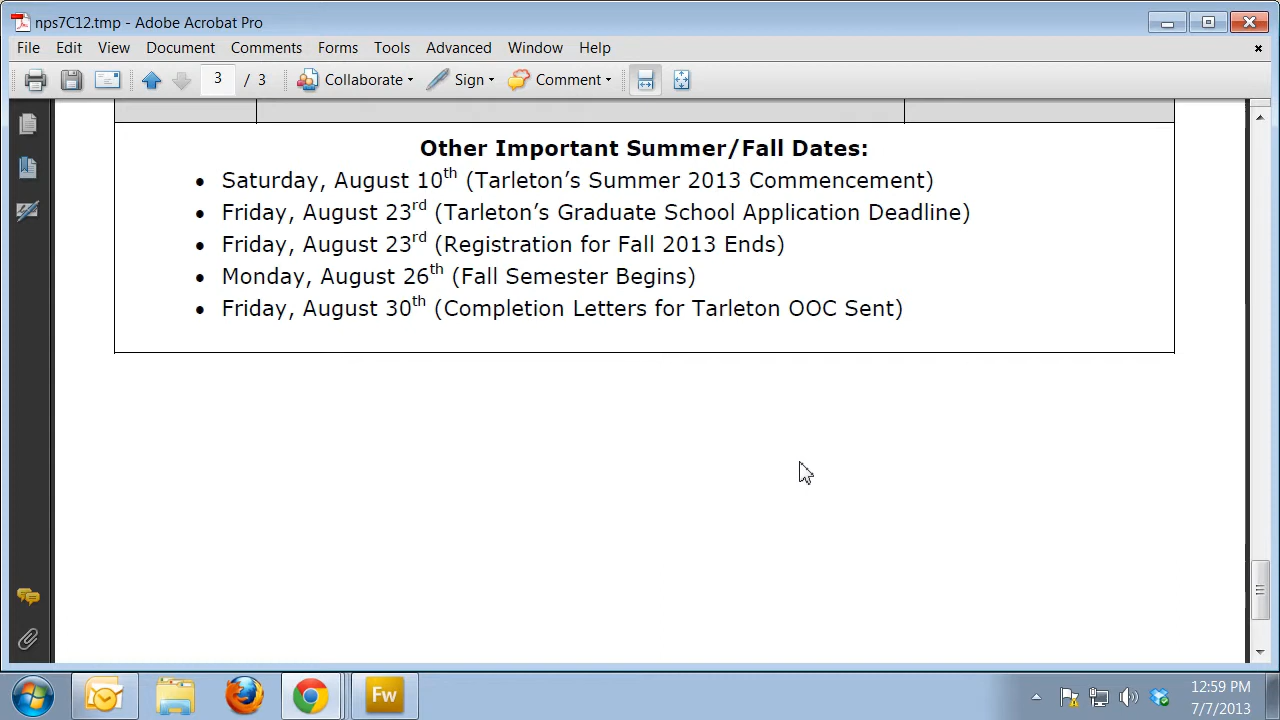 nps7C12.tmp - Adobe Acrobat Pro
File Edit View Document Comments Forms Tools Advanced Window Help
3 / 3 Collaborate Sign Comment
Other Important Summer/Fall Dates:
• Saturday, August 10th (Tarleton’s Summer 2013 Commencement)
• Friday, August 23rd (Tarleton’s Graduate School Application Deadline)
• Friday, August 23rd (Registration for Fall 2013 Ends)
• Monday, August 26th (Fall Semester Begins)
• Friday, August 30th (Completion Letters for Tarleton OOC Sent)
Fw
12:59 PM
7/7/2013